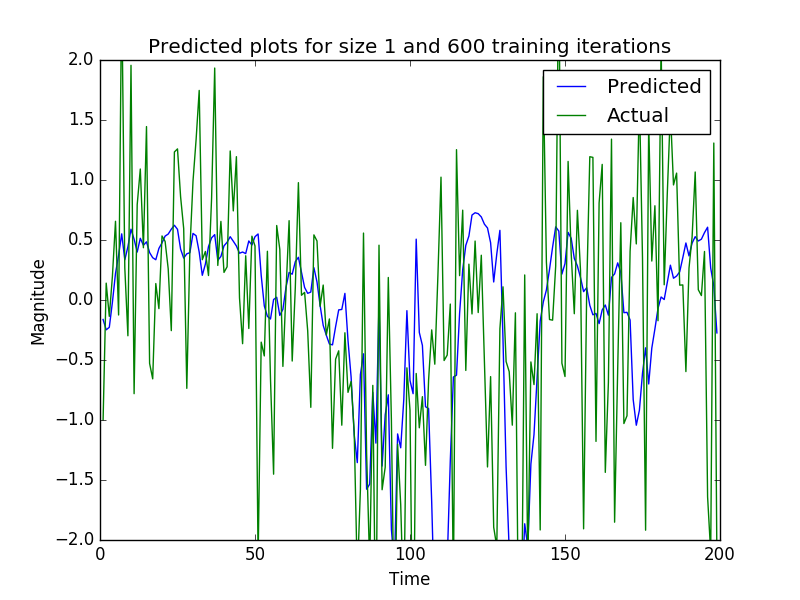 Predicted plots for size 1 and 600 training iterations
2.0
1.5
1.0
0.5
0.0
−0.5
−1.0
−1.5
−2.0
Magnitude
Predicted
Actual
0
50
100
150
200
Time